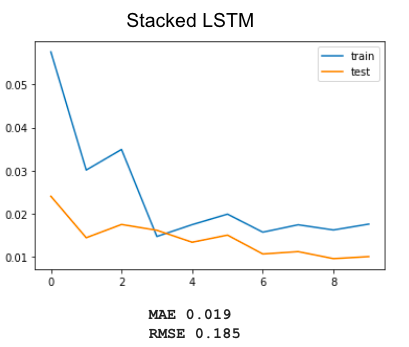 Stacked LSTM
train
test
0.05
0.04
0.03
0.02
0.01
0 2 4 6 8
MAE 0.019
RMSE 0.185